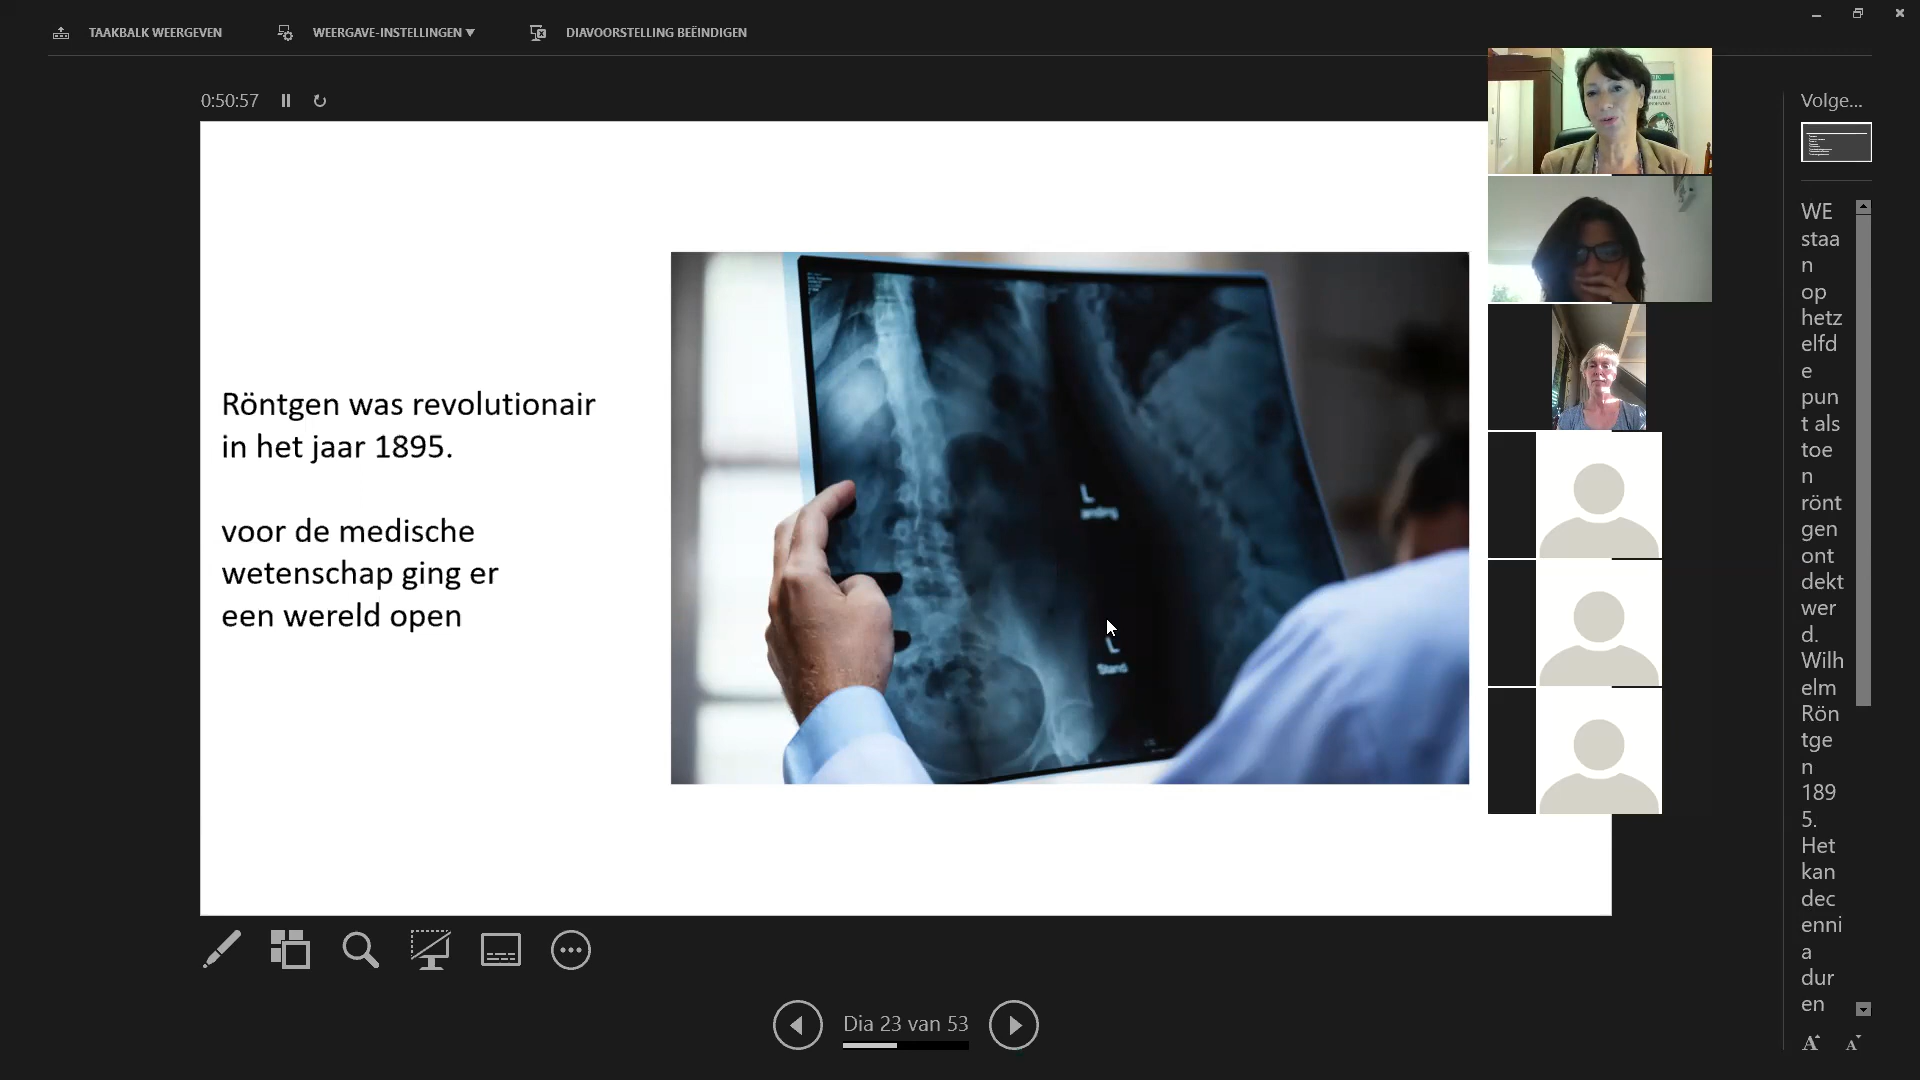 TAAKBALK WEERGEVEN
WEERGAVE-INSTELLINGEN ▼
DIAVOORSTELLING BEËINDIGEN
0:50:57
Volge...
Röntgen was revolutionair
in het jaar 1895.
voor de medische
wetenschap ging er
een wereld open
L
L
Stand
WE
staa
n
op
hetz
elfd
e
pun
t als
toe
n
rönt
gen
ont
dekt
wer
d.
Wilh
elm
Rön
tge
n
189
5.
Het
kan
dec
enni
a
dur
en
Dia 23 van 53
A
A